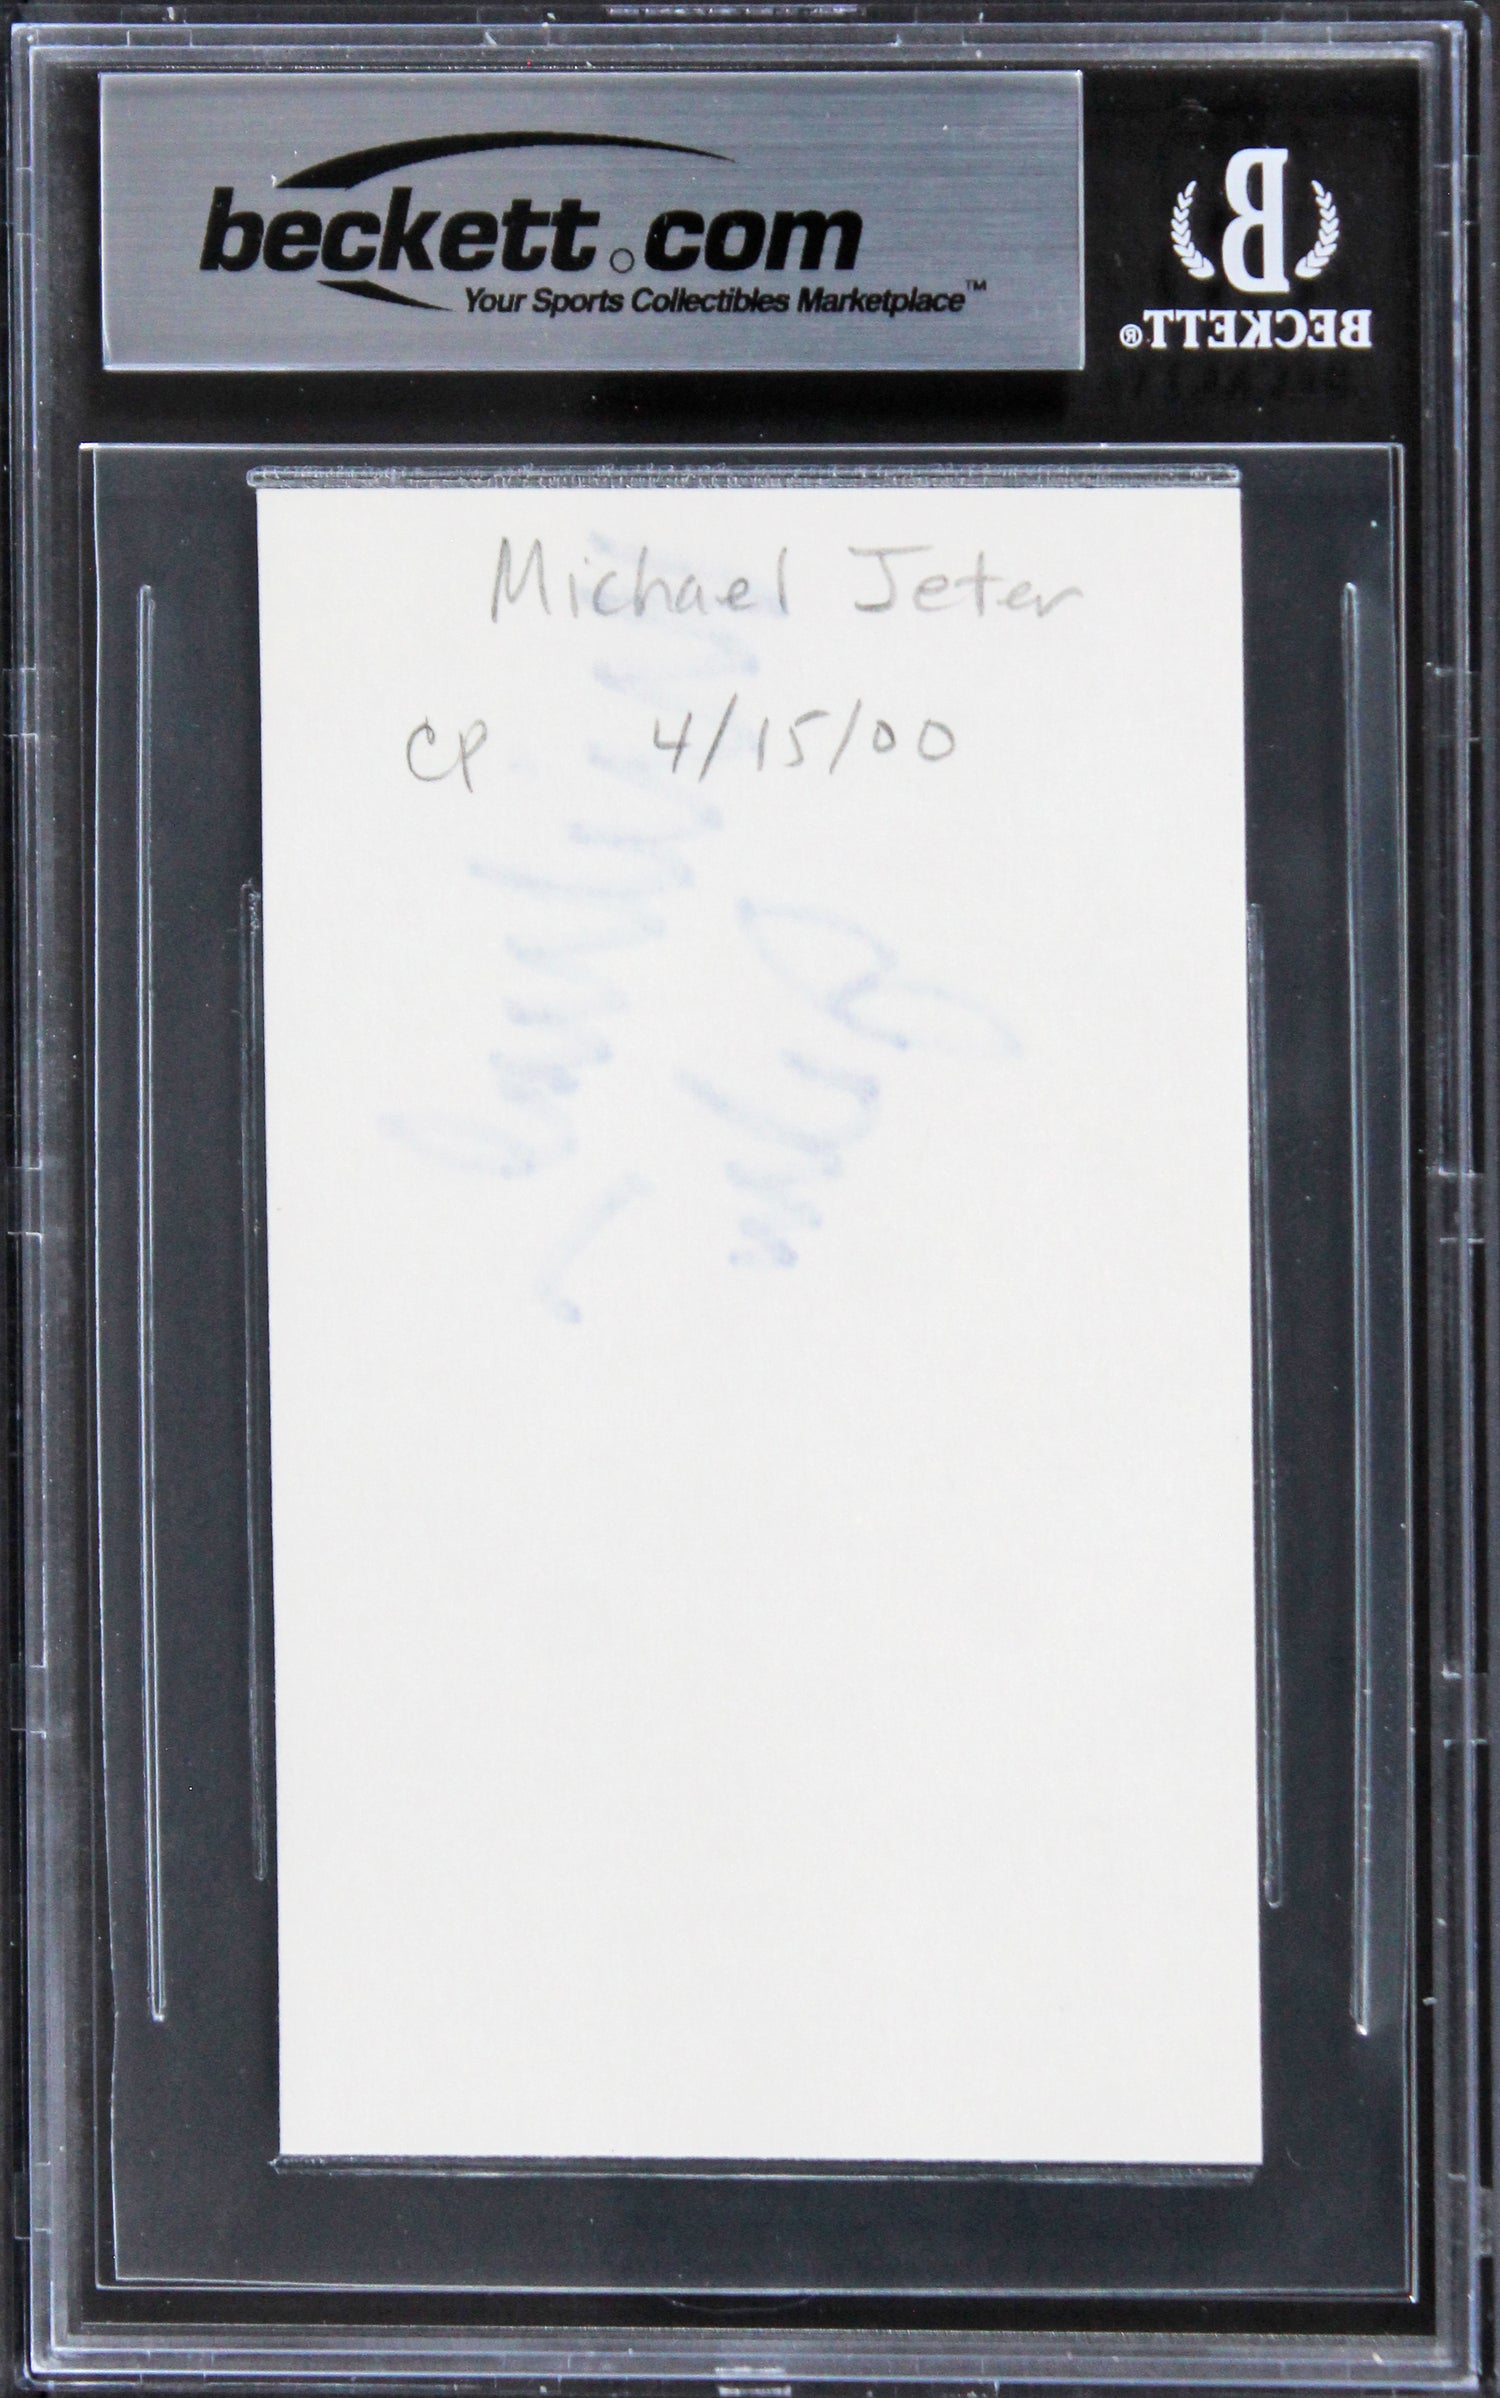 beckett.com
Your Sports Collectibles Marketplace™
B
BECKETT®
Michael Jeter
CP 4/15/00